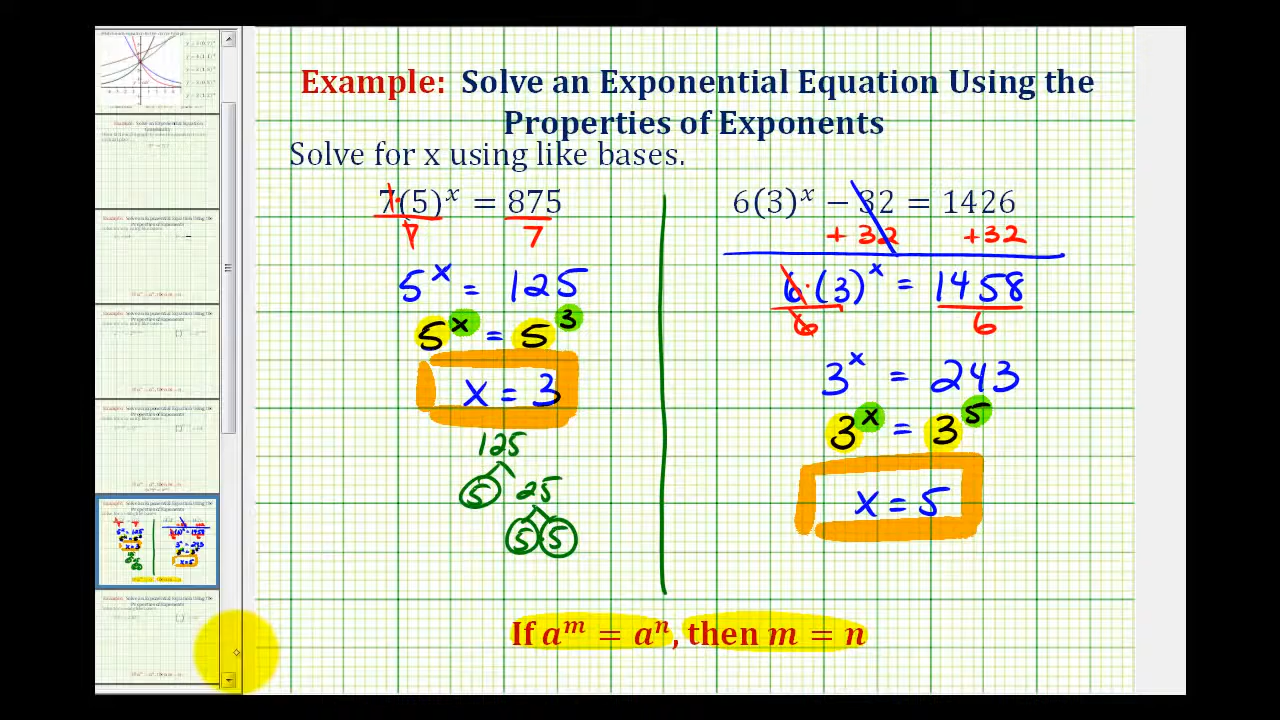 Example: Solve an Exponential Equation Using the
Properties of Exponents
Solve for x using like bases.
7(5)^x = 875
7 7
5^x = 125
5^x = 5^3
x = 3
125
5 25
5 5
6(3)^x − 32 = 1426
+ 32 +32
6·(3)^x = 1458
6 6
3^x = 243
3^x = 3^5
x = 5
If a^m = a^n, then m = n